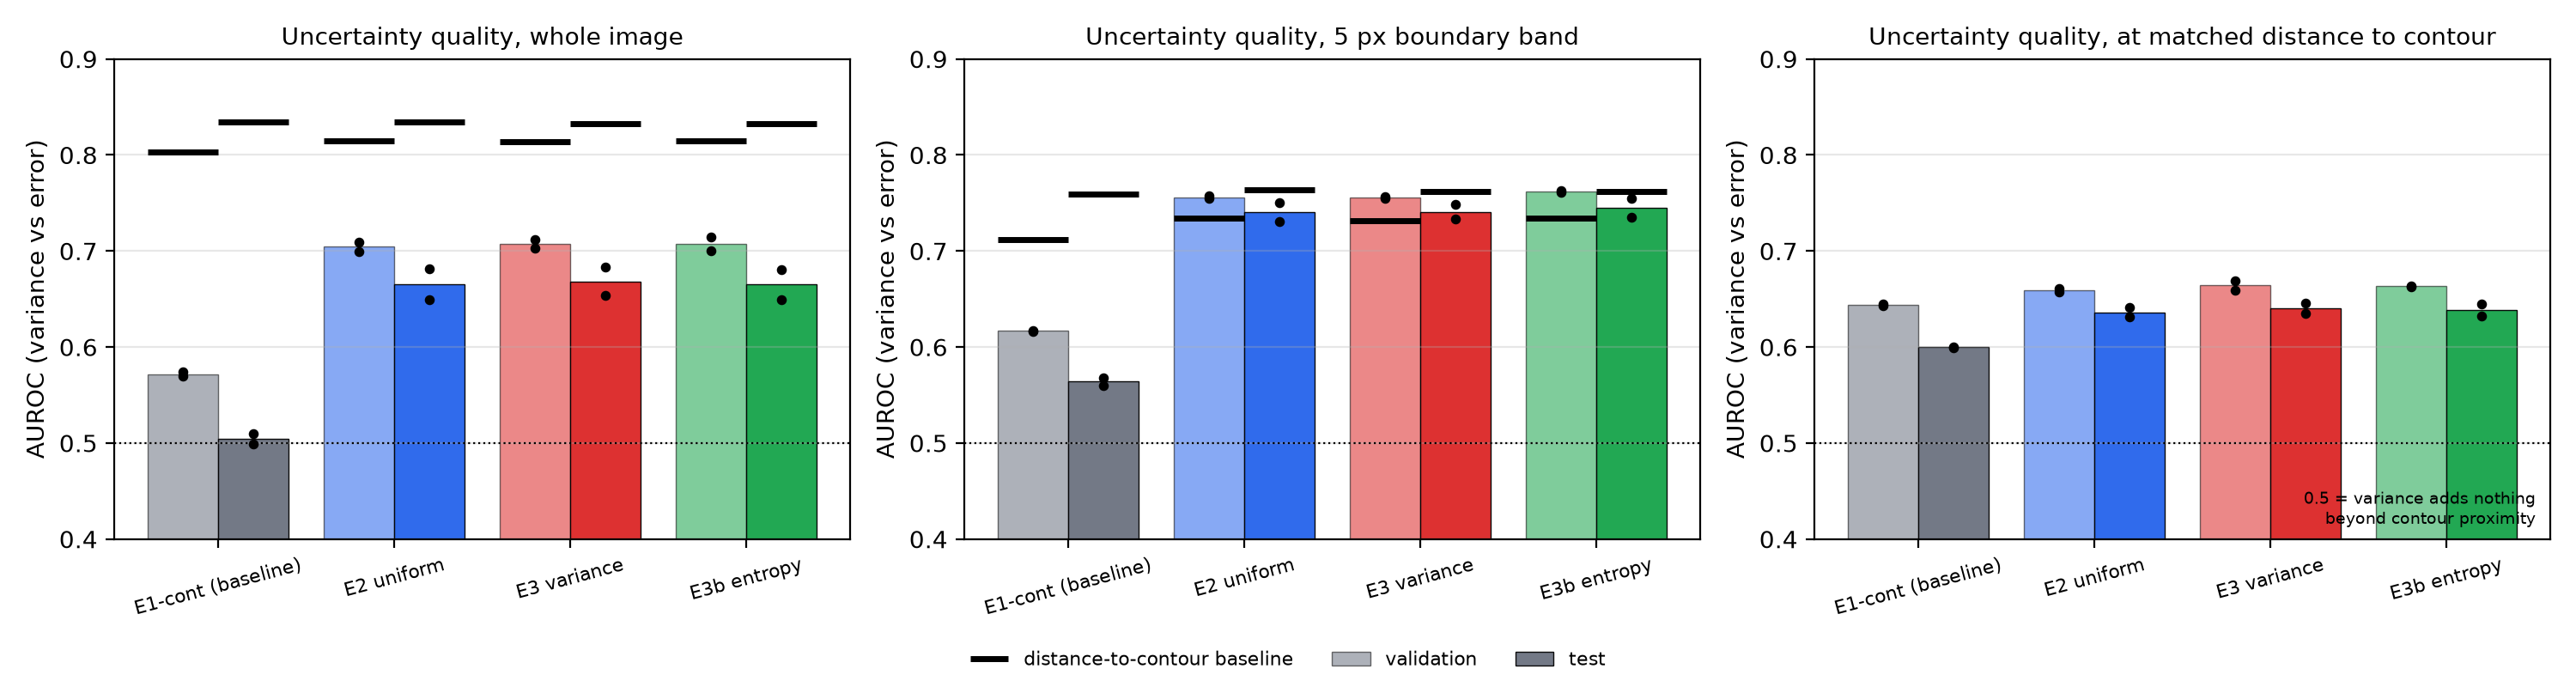 Uncertainty quality, whole image
AUROC (variance vs error)
0.9
0.8
0.7
0.6
0.5
0.4
E1-cont (baseline)
E2 uniform
E3 variance
E3b entropy
Uncertainty quality, 5 px boundary band
AUROC (variance vs error)
0.9
0.8
0.7
0.6
0.5
0.4
E1-cont (baseline)
E2 uniform
E3 variance
E3b entropy
Uncertainty quality, at matched distance to contour
AUROC (variance vs error)
0.9
0.8
0.7
0.6
0.5
0.4
0.5 = variance adds nothing
beyond contour proximity
E1-cont (baseline)
E2 uniform
E3 variance
E3b entropy
distance-to-contour baseline
validation
test